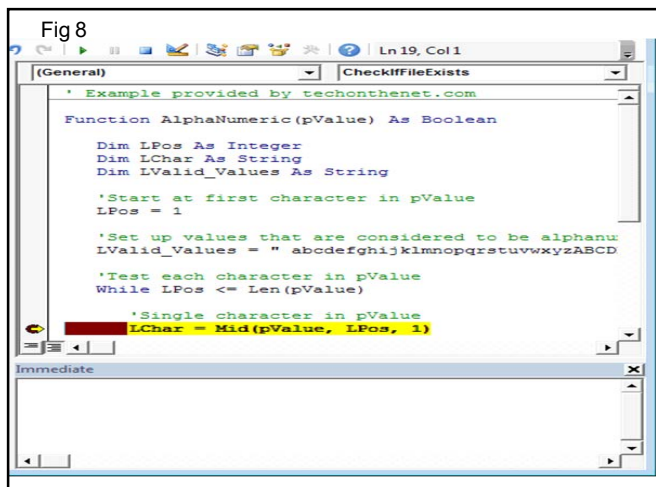 Fig 8
Ln 19, Col 1
(General) CheckIfFileExists
' Example provided by techonthenet.com
Function AlphaNumeric(pValue) As Boolean
Dim LPos As Integer
Dim LChar As String
Dim LValid_Values As String
'Start at first character in pValue
LPos = 1
'Set up values that are considered to be alphanu
LValid_Values = " abcdefghijklmnopqrstuvwxyzABCD
'Test each character in pValue
While LPos <= Len(pValue)
'Single character in pValue
LChar = Mid(pValue, LPos, 1)
Immediate